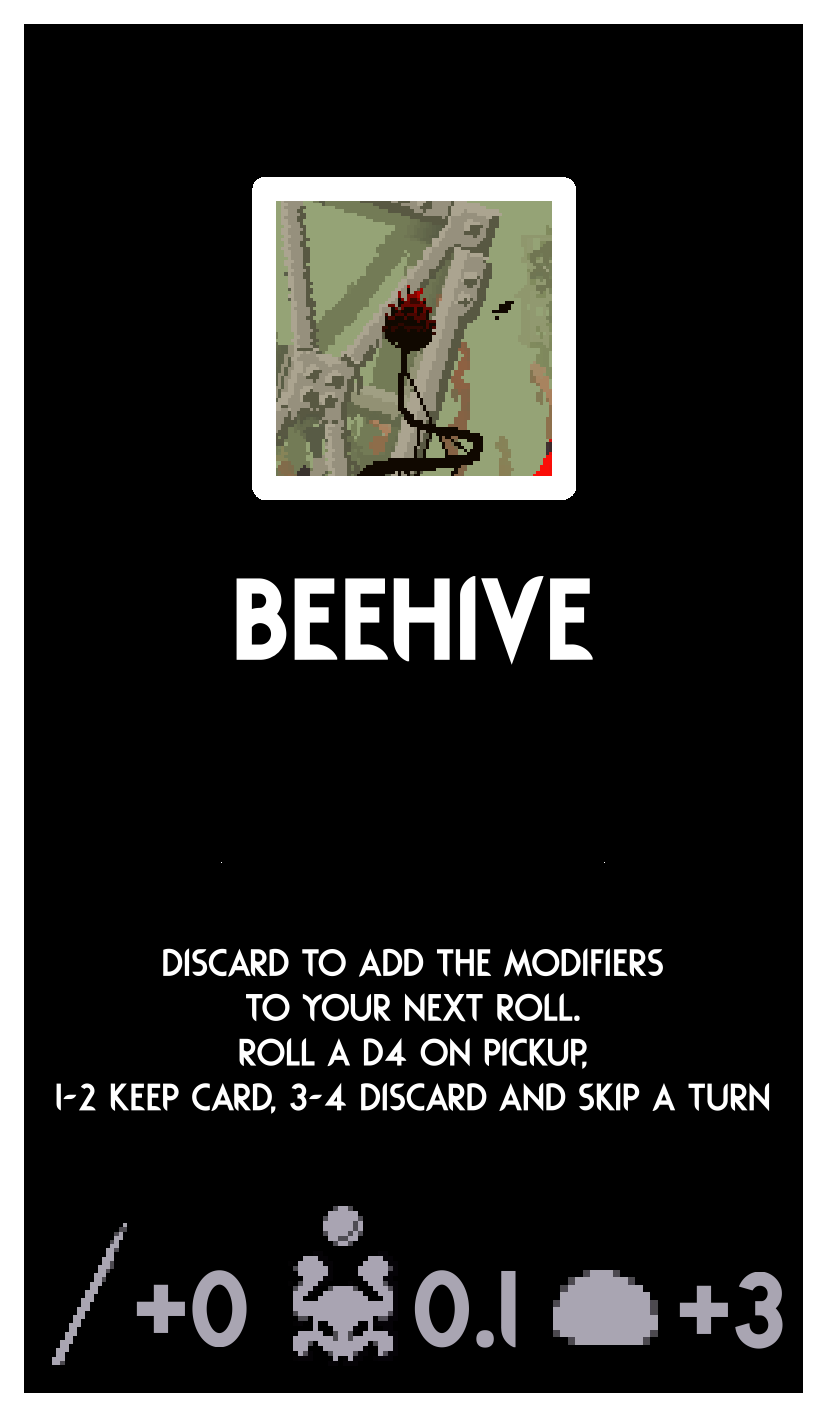 BEEHIVE
DISCARD TO ADD THE MODIFIERS
TO YOUR NEXT ROLL.
ROLL A D4 ON PICKUP,
1-2 KEEP CARD, 3-4 DISCARD AND SKIP A TURN
+0 0.1 +3